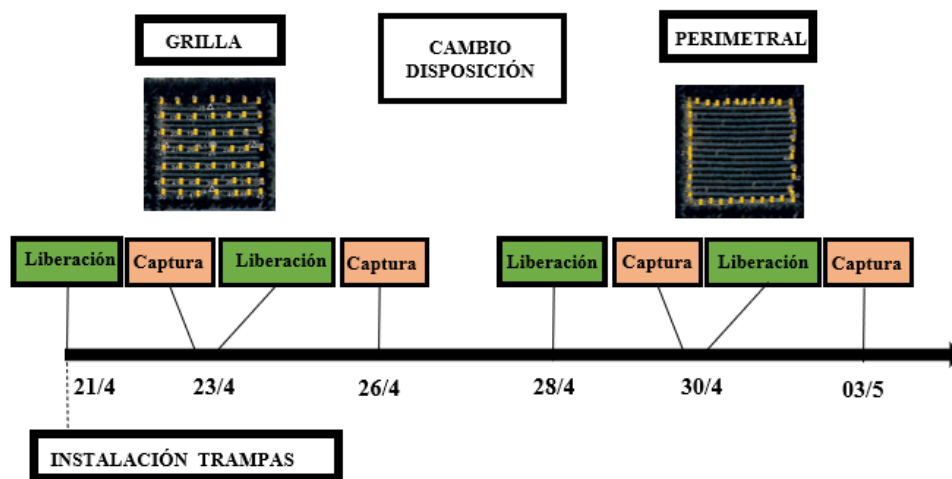 GRILLA
CAMBIO
DISPOSICIÓN
PERIMETRAL
Liberación
Captura
Liberación
Captura
Liberación
Captura
Liberación
Captura
21/4
23/4
26/4
28/4
30/4
03/5
INSTALACIÓN TRAMPAS